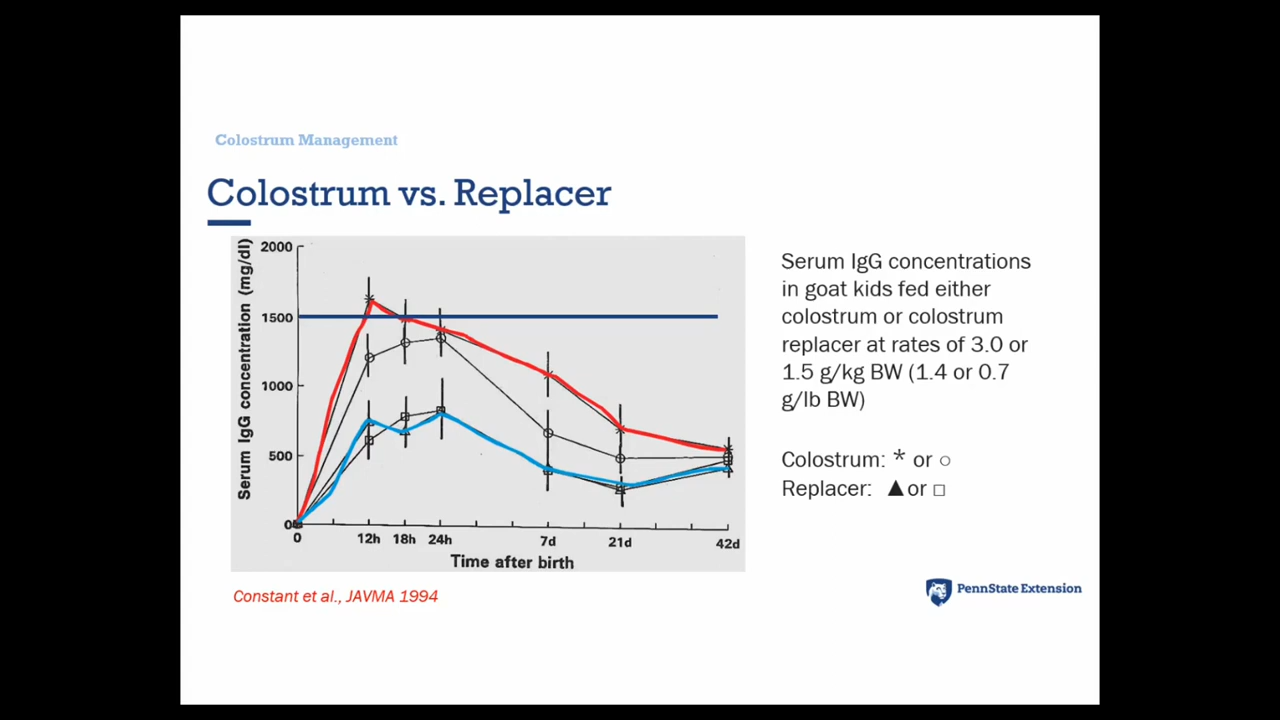 Colostrum Management
Colostrum vs. Replacer
Serum IgG concentration (mg/dl)
2000
1500
1000
500
0
0 12h 18h 24h 7d 21d 42d
Time after birth
Constant et al., JAVMA 1994
Serum IgG concentrations
in goat kids fed either
colostrum or colostrum
replacer at rates of 3.0 or
1.5 g/kg BW (1.4 or 0.7
g/lb BW)
Colostrum: * or ○
Replacer: ▲or □
PennState Extension